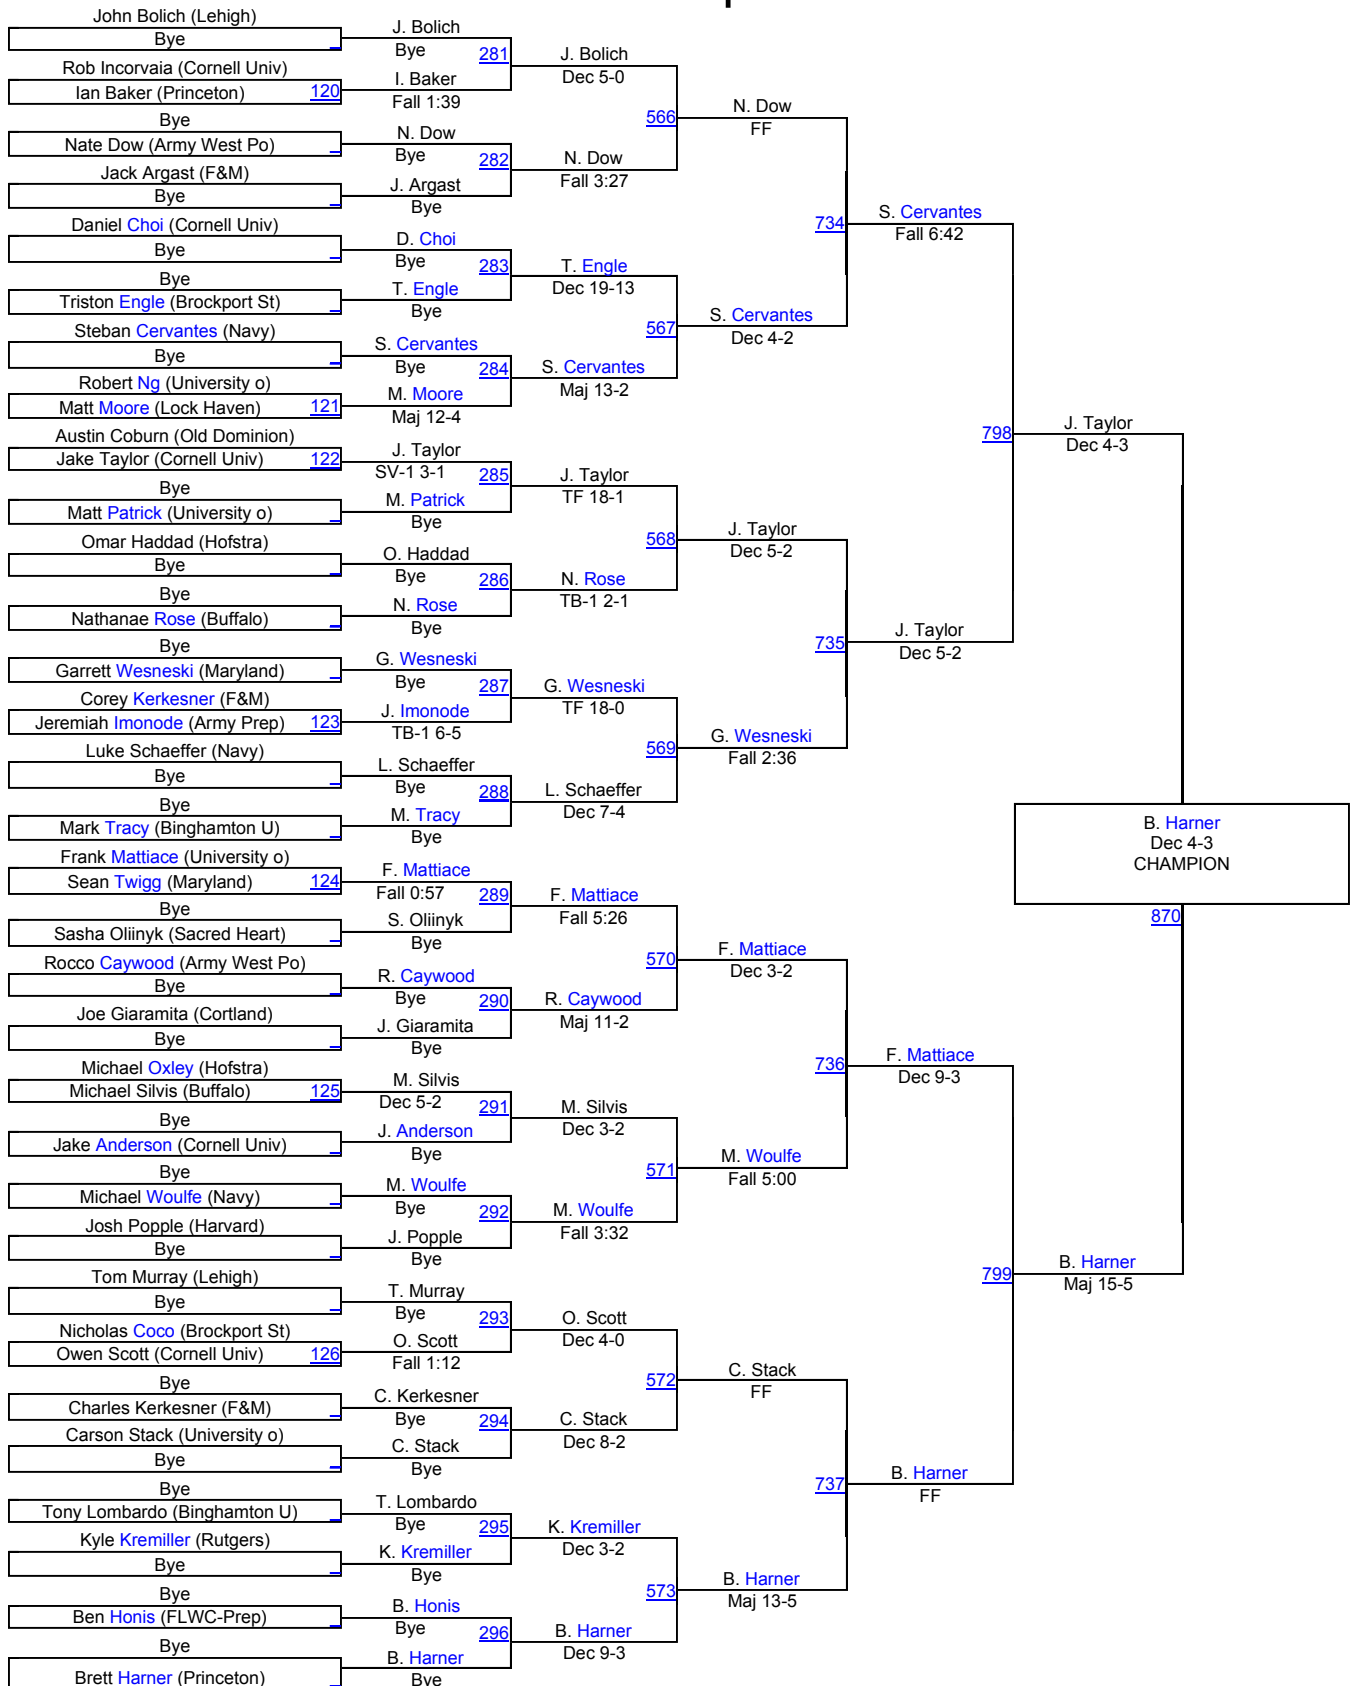 John Bolich (Lehigh)
Bye
Rob Incorvaia (Cornell Univ)
Ian Baker (Princeton) 120
Bye
Nate Dow (Army West Po)
Jack Argast (F&M)
Bye
Daniel Choi (Cornell Univ)
Bye
Bye
Triston Engle (Brockport St)
Steban Cervantes (Navy)
Bye
Robert Ng (University o)
Matt Moore (Lock Haven) 121
Austin Coburn (Old Dominion)
Jake Taylor (Cornell Univ) 122
Bye
Matt Patrick (University o)
Omar Haddad (Hofstra)
Bye
Bye
Nathanae Rose (Buffalo)
Bye
Garrett Wesneski (Maryland)
Corey Kerkesner (F&M)
Jeremiah Imonode (Army Prep) 123
Luke Schaeffer (Navy)
Bye
Bye
Mark Tracy (Binghamton U)
Frank Mattiace (University o)
Sean Twigg (Maryland) 124
Bye
Sasha Oliinyk (Sacred Heart)
Rocco Caywood (Army West Po)
Bye
Joe Giaramita (Cortland)
Bye
Michael Oxley (Hofstra)
Michael Silvis (Buffalo) 125
Bye
Jake Anderson (Cornell Univ)
Bye
Michael Woulfe (Navy)
Josh Popple (Harvard)
Bye
Tom Murray (Lehigh)
Bye
Nicholas Coco (Brockport St)
Owen Scott (Cornell Univ) 126
Bye
Charles Kerkesner (F&M)
Carson Stack (University o)
Bye
Bye
Tony Lombardo (Binghamton U)
Kyle Kremiller (Rutgers)
Bye
Bye
Ben Honis (FLWC-Prep)
Bye
Brett Harner (Princeton)
J. Bolich
Bye 281
I. Baker
Fall 1:39
N. Dow
Bye 282
J. Argast
Bye
D. Choi
Bye 283
T. Engle
Bye
S. Cervantes
Bye 284
M. Moore
Maj 12-4
J. Taylor
SV-1 3-1 285
M. Patrick
Bye
O. Haddad
Bye 286
N. Rose
Bye
G. Wesneski
Bye 287
J. Imonode
TB-1 6-5
L. Schaeffer
Bye 288
M. Tracy
Bye
F. Mattiace
Fall 0:57 289
S. Oliinyk
Bye
R. Caywood
Bye 290
J. Giaramita
Bye
M. Silvis
Dec 5-2 291
J. Anderson
Bye
M. Woulfe
Bye 292
J. Popple
Bye
T. Murray
Bye 293
O. Scott
Fall 1:12
C. Kerkesner
Bye 294
C. Stack
Bye
T. Lombardo
Bye 295
K. Kremiller
Bye
B. Honis
Bye 296
B. Harner
Bye
J. Bolich
Dec 5-0
566
N. Dow
Fall 3:27
T. Engle
Dec 19-13
567
S. Cervantes
Maj 13-2
J. Taylor
TF 18-1
568
N. Rose
TB-1 2-1
G. Wesneski
TF 18-0
569
L. Schaeffer
Dec 7-4
F. Mattiace
Fall 5:26
570
R. Caywood
Maj 11-2
M. Silvis
Dec 3-2
571
M. Woulfe
Fall 3:32
O. Scott
Dec 4-0
572
C. Stack
Dec 8-2
K. Kremiller
Dec 3-2
573
B. Harner
Dec 9-3
N. Dow
FF
734
S. Cervantes
Dec 4-2
J. Taylor
Dec 5-2
735
G. Wesneski
Fall 2:36
F. Mattiace
Dec 3-2
736
M. Woulfe
Fall 5:00
C. Stack
FF
737
B. Harner
Maj 13-5
S. Cervantes
Fall 6:42
798
J. Taylor
Dec 5-2
F. Mattiace
Dec 9-3
799
B. Harner
FF
J. Taylor
Dec 4-3
B. Harner
Dec 4-3
CHAMPION
870
B. Harner
Maj 15-5